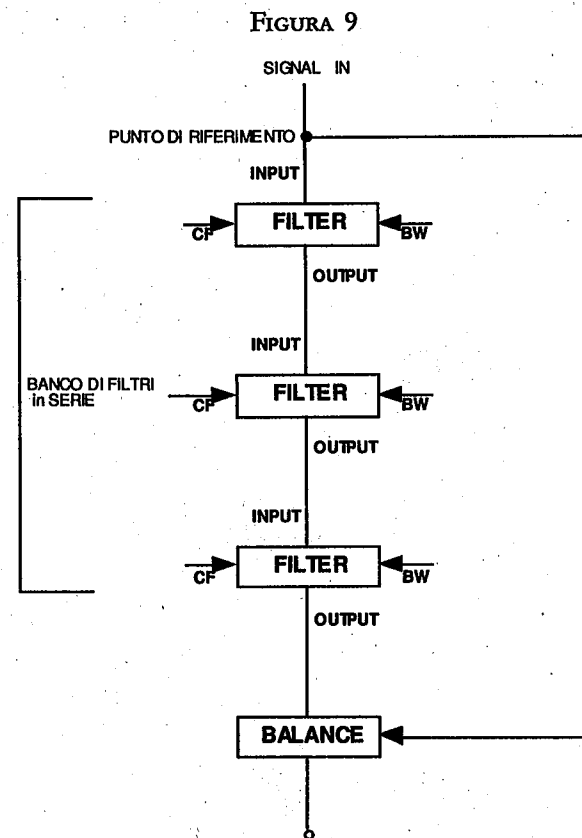 FIGURA 9
SIGNAL IN
PUNTO DI RIFERIMENTO
INPUT
CF FILTER BW
OUTPUT
INPUT
BANCO DI FILTRI
in SERIE
CF FILTER BW
OUTPUT
INPUT
CF FILTER BW
OUTPUT
BALANCE